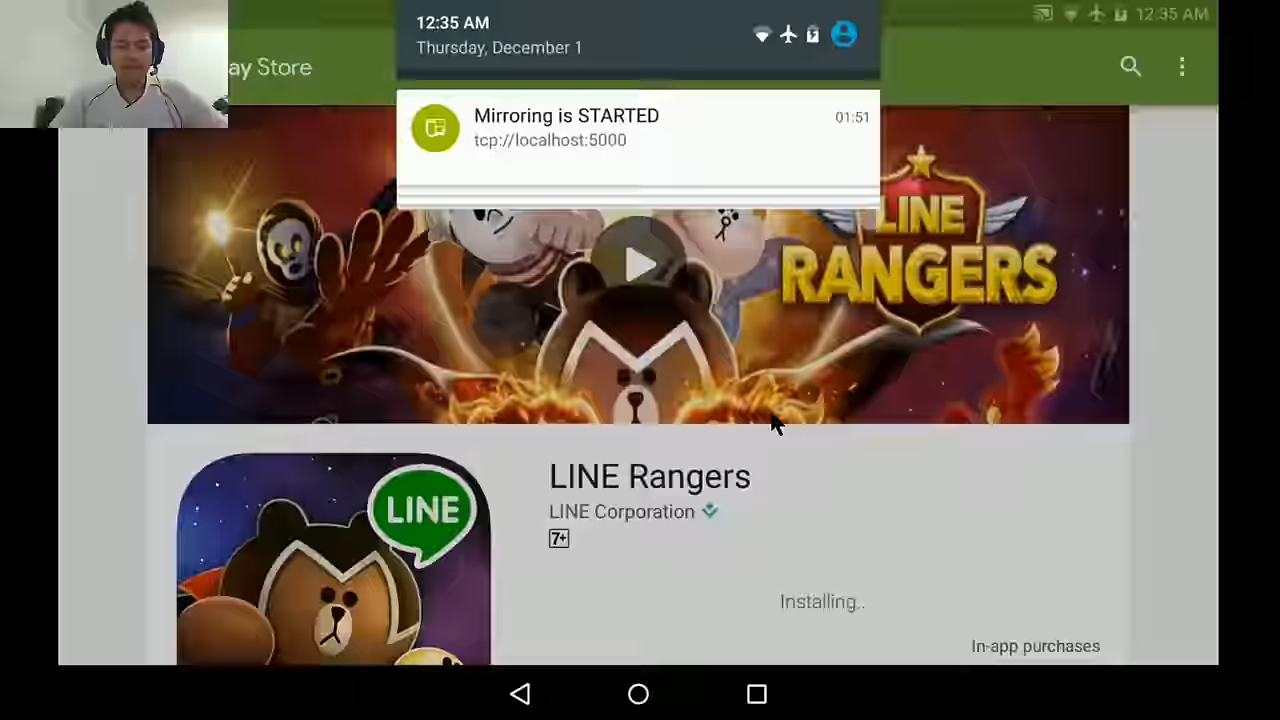 12:35 AM
Thursday, December 1
12:35 AM
ay Store
Mirroring is STARTED
01:51
tcp://localhost:5000
LINE
RANGERS
LINE
LINE Rangers
LINE Corporation
7+
Installing..
In-app purchases